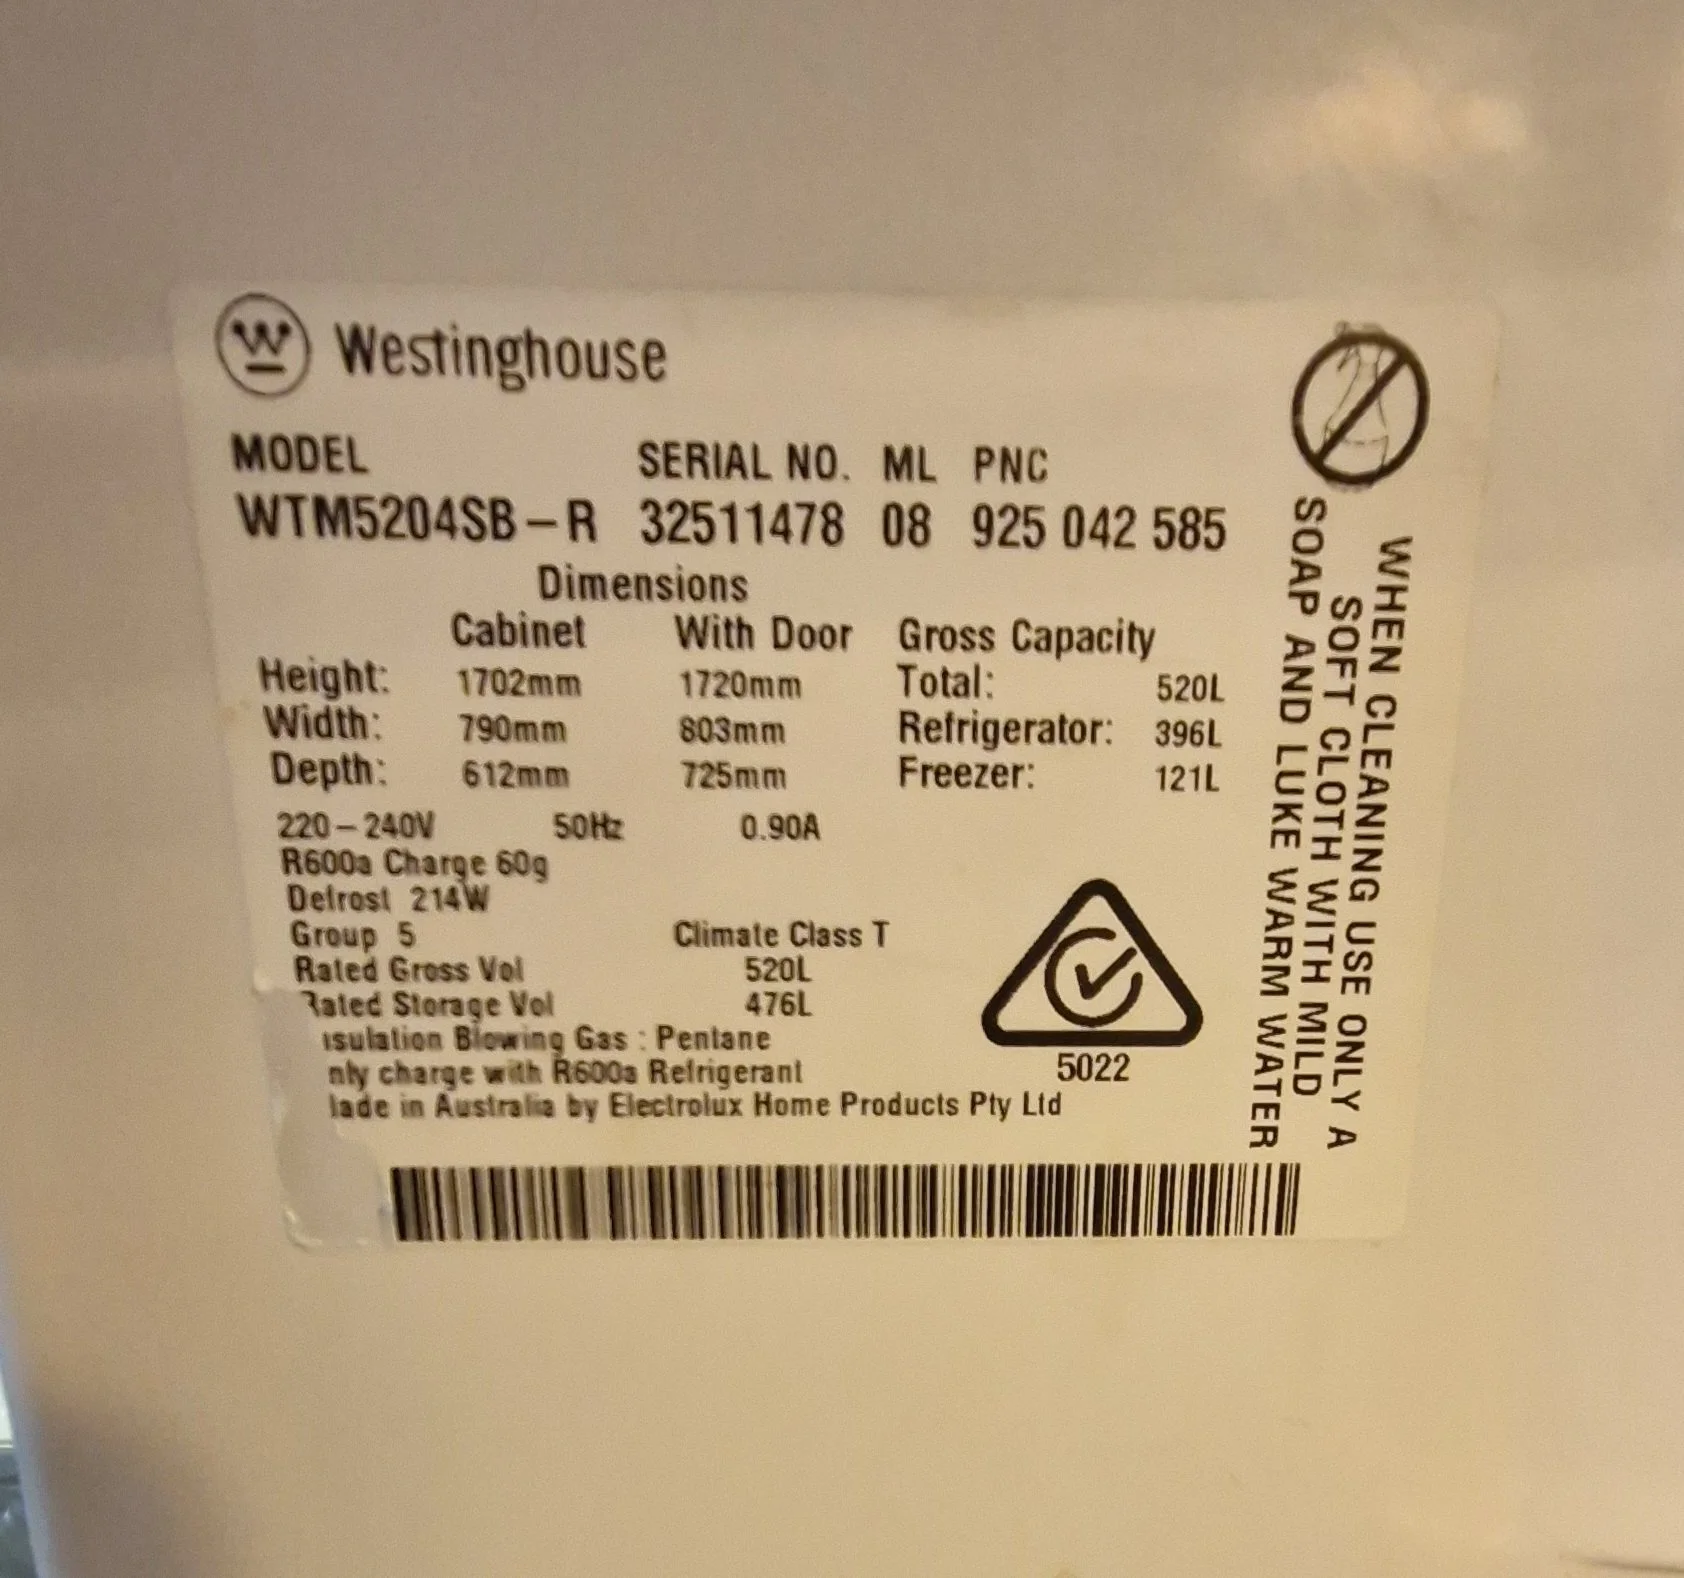 Westinghouse
MODEL SERIAL NO. ML PNC
WTM5204SB-R 32511478 08 925 042 585
Dimensions
Cabinet With Door Gross Capacity
Height: 1702mm 1720mm Total: 520L
Width: 790mm 803mm Refrigerator: 396L
Depth: 612mm 725mm Freezer: 121L
220-240V 50Hz 0.90A
R600a Charge 60g
Defrost 214W
Group 5 Climate Class T
Rated Gross Vol 520L
Rated Storage Vol 476L
sulation Blowing Gas : Pentane
nly charge with R600a Refrigerant
ade in Australia by Electrolux Home Products Pty Ltd
5022
WHEN CLEANING USE ONLY A
SOFT CLOTH WITH MILD
SOAP AND LUKE WARM WATER